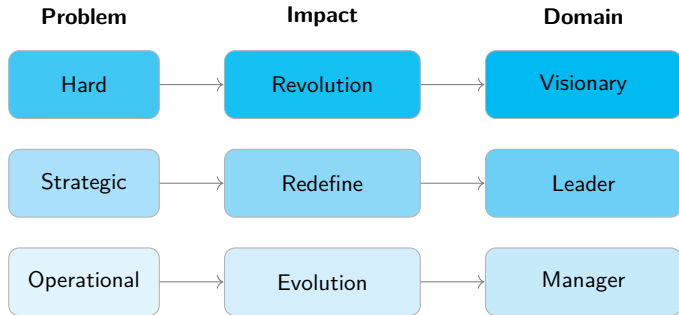 Problem Impact Domain
Hard Revolution Visionary
Strategic Redefine Leader
Operational Evolution Manager